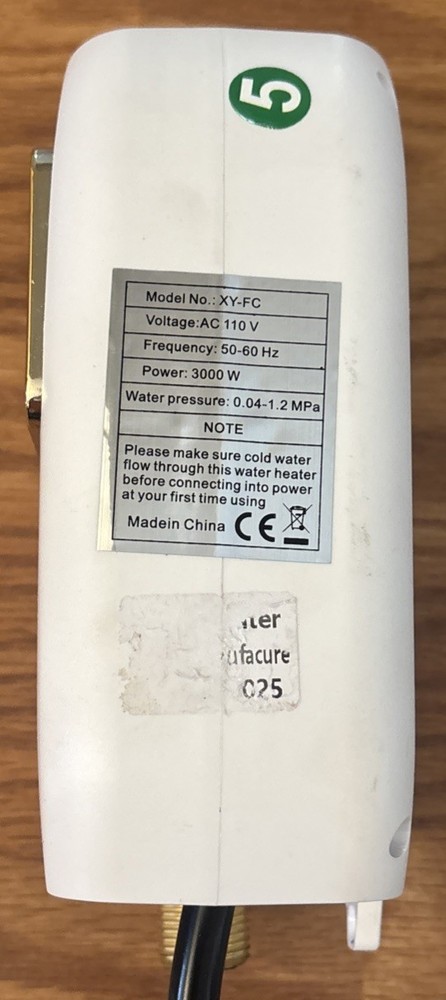 5
Model No.: XY-FC
Voltage:AC 110 V
Frequency: 50-60 Hz
Power: 3000 W
Water pressure: 0.04-1.2 MPa
NOTE
Please make sure cold water
flow through this water heater
before connecting into power
at your first time using
Madein China CE
ufacure
025